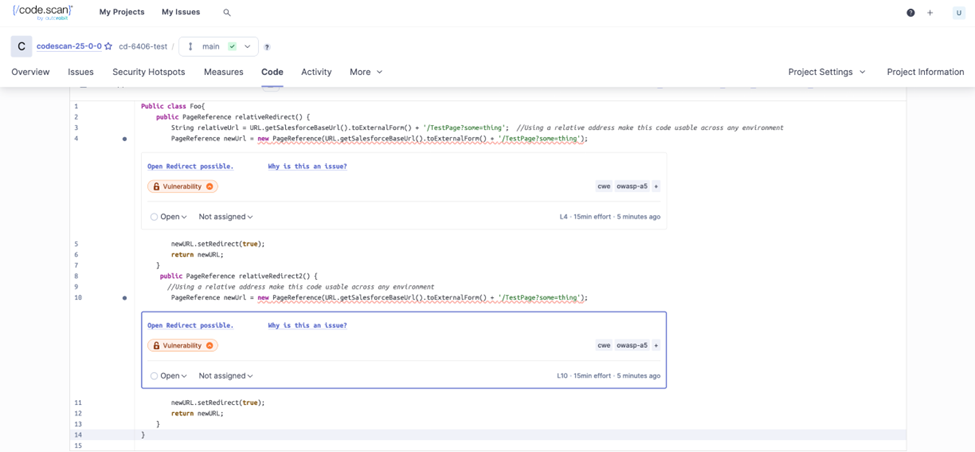 [/code.scan]
by autorabit
My Projects My Issues
? + U
C codescan-25-0-0 cd-6406-test / main ?
Overview Issues Security Hotspots Measures Code Activity More Project Settings Project Information
1 Public class Foo{
2 public PageReference relativeRedirect() {
3 String relativeUrl = URL.getSalesforceBaseUrl().toExternalForm() + '/TestPage?some=thing'; //Using a relative address make this code usable across any environment
4 PageReference newUrl = new PageReference(URL.getSalesforceBaseUrl().toExternalForm() + '/TestPage?some=thing');
Open Redirect possible. Why is this an issue?
Vulnerability cwe owasp-a5 +
Open Not assigned L4 · 15min effort · 5 minutes ago
5 newURL.setRedirect(true);
6 return newURL;
7 }
8 public PageReference relativeRedirect2() {
9 //Using a relative address make this code usable across any environment
10 PageReference newUrl = new PageReference(URL.getSalesforceBaseUrl().toExternalForm() + '/TestPage?some=thing');
Open Redirect possible. Why is this an issue?
Vulnerability cwe owasp-a5 +
Open Not assigned L10 · 15min effort · 5 minutes ago
11 newURL.setRedirect(true);
12 return newURL;
13 }
14 }
15